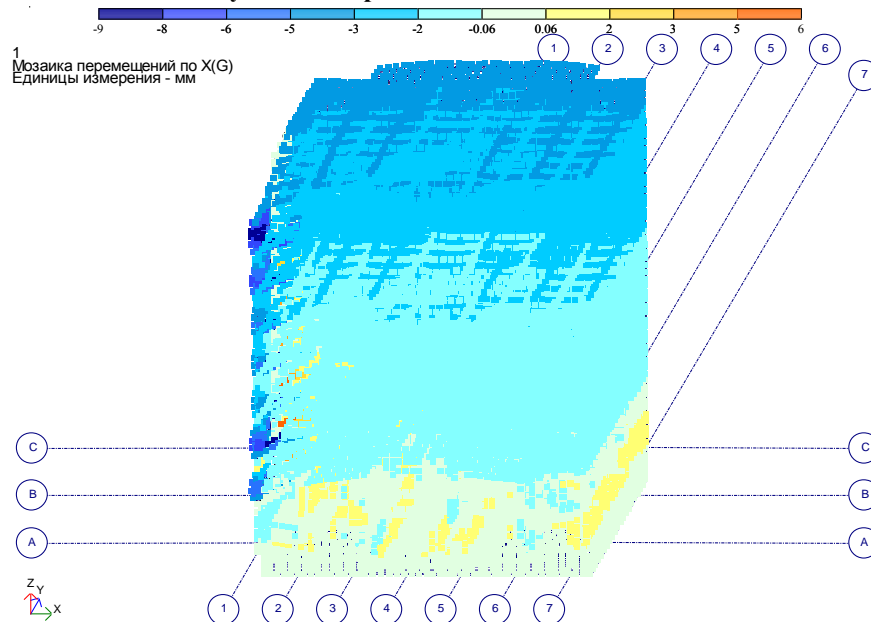 -9 -8 -6 -5 -3 -2 -0.06 0.06 2 3 5 6
1
Мозаика перемещений по X(G)
Единицы измерения - мм
1 2 3 4 5 6
7
C C
B B
A A
Z
Y
X
1 2 3 4 5 6 7